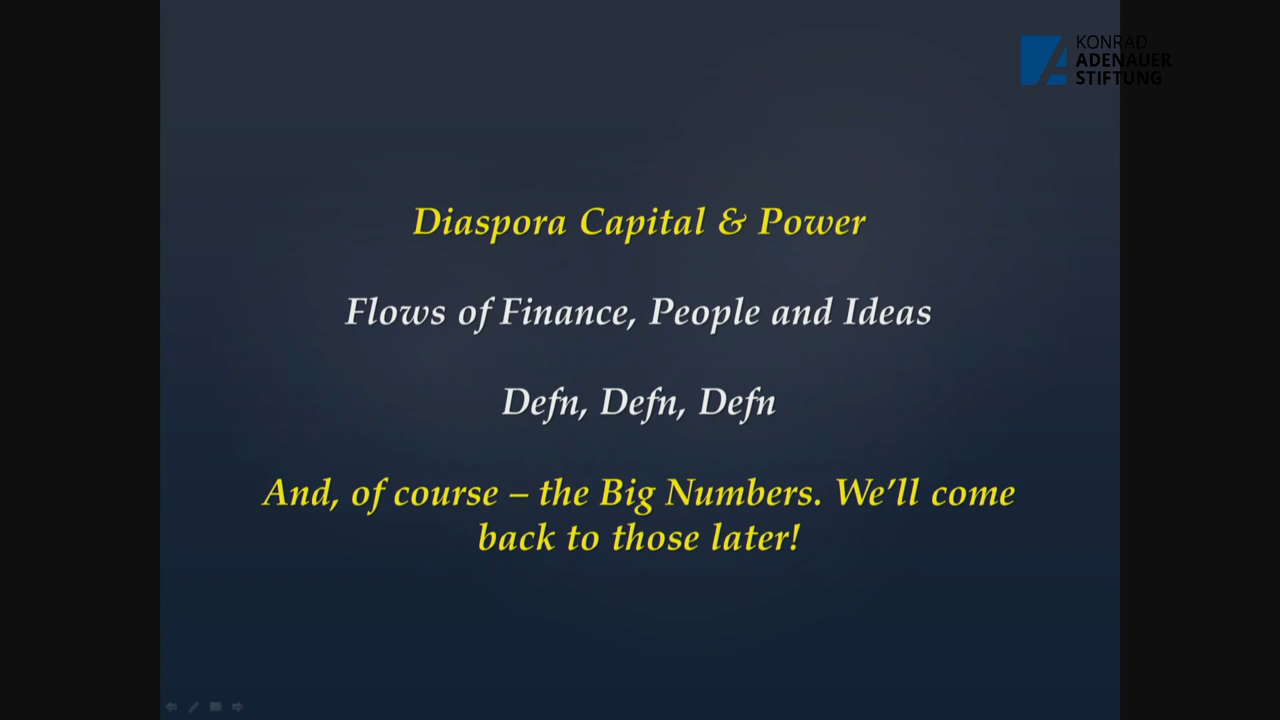 KONRAD
ADENAUER
STIFTUNG
Diaspora Capital & Power
Flows of Finance, People and Ideas
Defn, Defn, Defn
And, of course – the Big Numbers. We’ll come
back to those later!